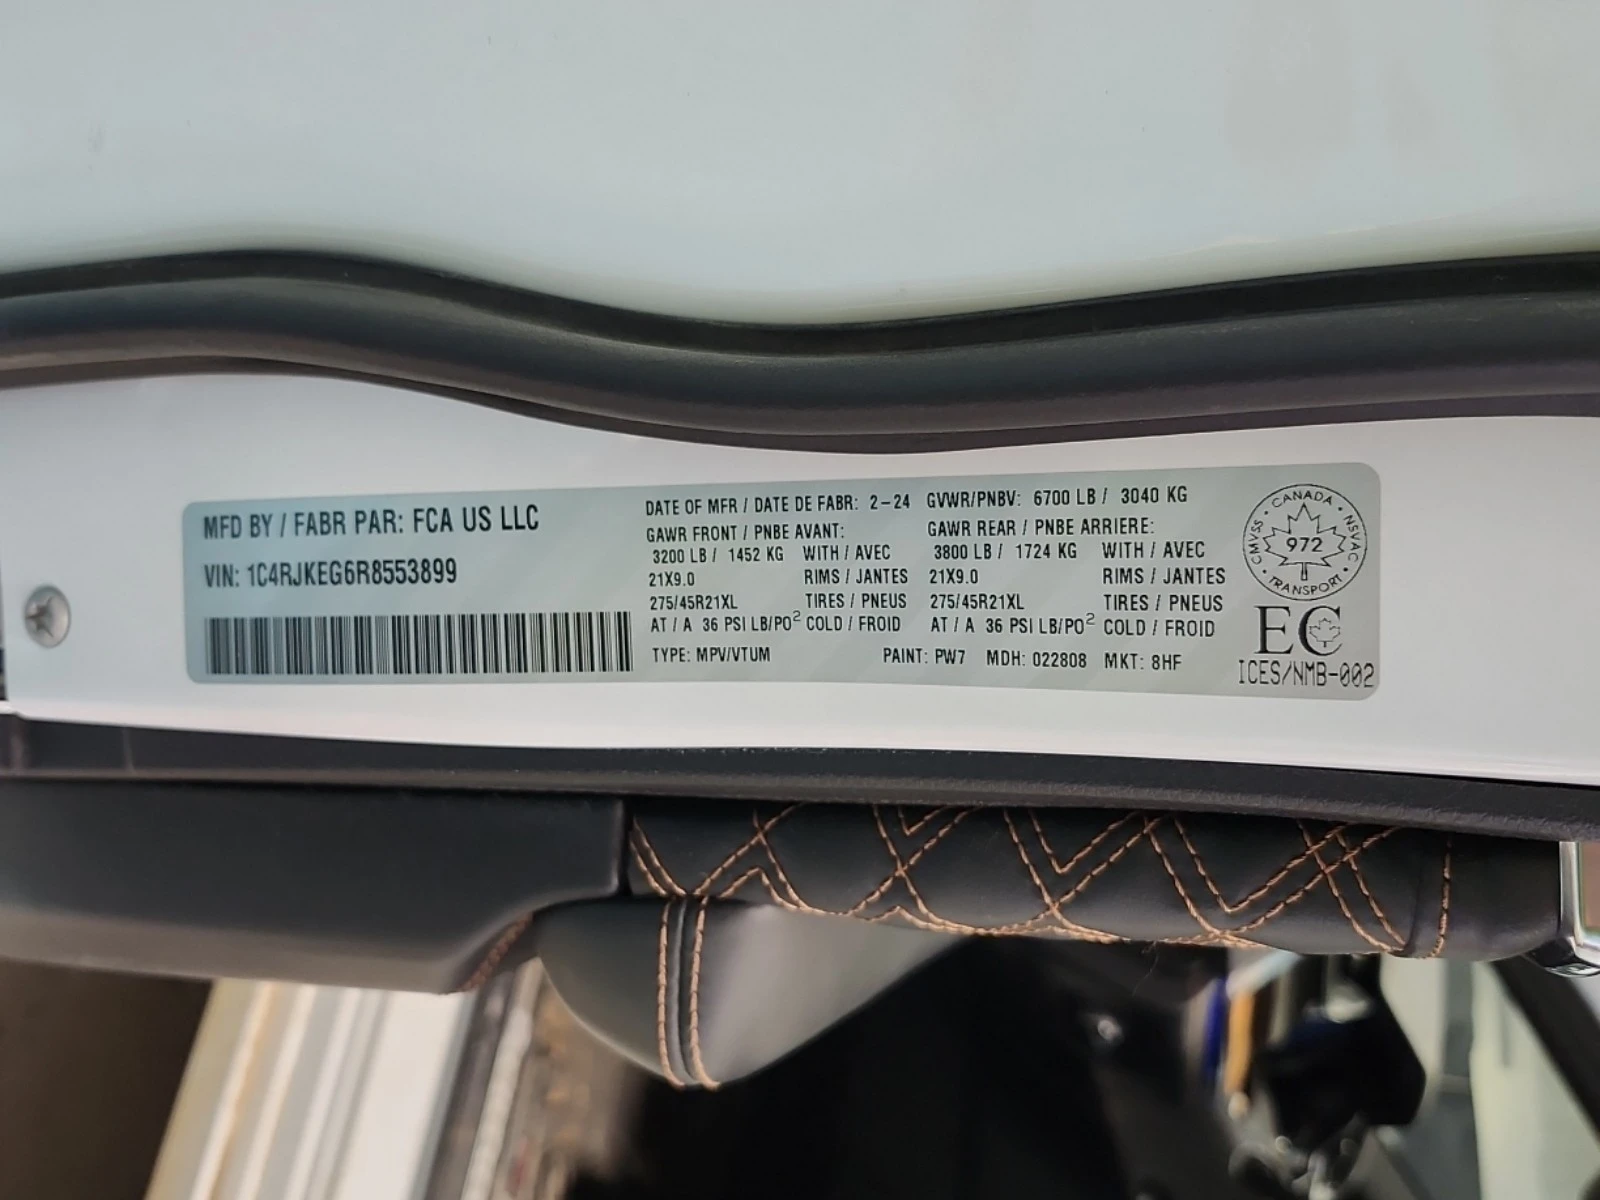 MFD BY / FABR PAR: FCA US LLC
VIN: 1C4RJKEG6R8553899
DATE OF MFR / DATE DE FABR: 2-24 GVWR/PNBV: 6700 LB / 3040 KG
GAWR FRONT / PNBE AVANT: GAWR REAR / PNBE ARRIERE:
3200 LB / 1452 KG WITH / AVEC 3800 LB / 1724 KG WITH / AVEC
21X9.0 RIMS / JANTES 21X9.0 RIMS / JANTES
275/45R21XL TIRES / PNEUS 275/45R21XL TIRES / PNEUS
AT / A 36 PSI LB/PO² COLD / FROID AT / A 36 PSI LB/PO² COLD / FROID
TYPE: MPV/VTUM PAINT: PW7 MDH: 022808 MKT: 8HF
CMVSS · CANADA · NSVAC · TRANSPORT ·
972
EC
ICES/NMB-002